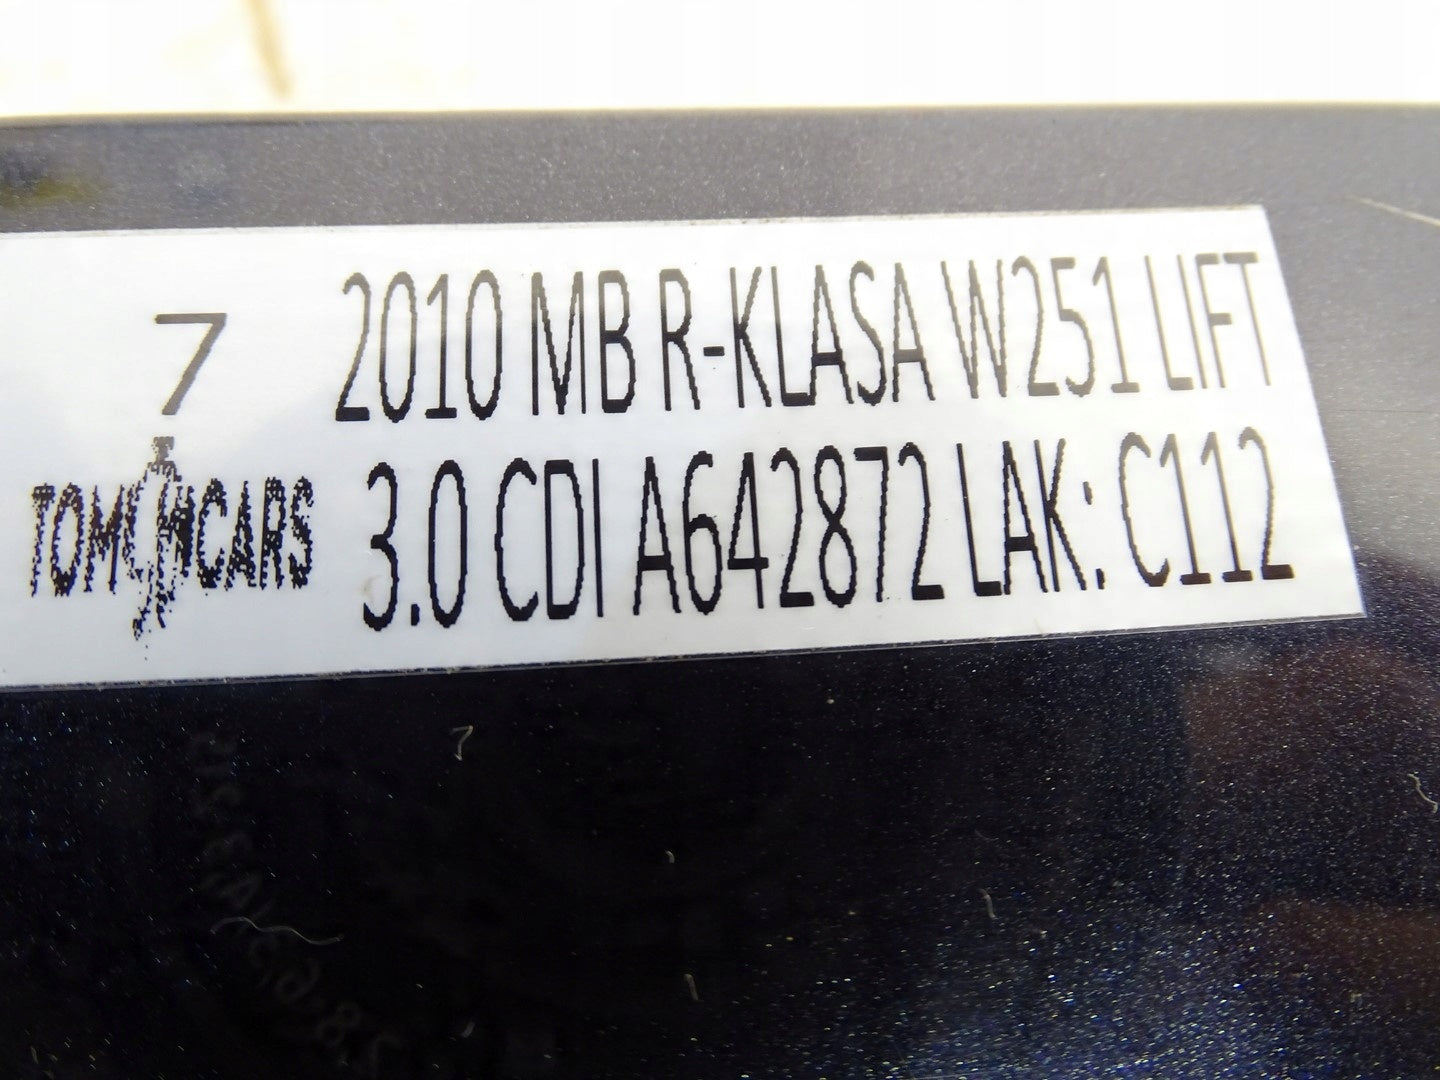 7
2010 MB R-KLASA W251 LIFT
TOM CARS
3.0 CDI A642872 LAK: C112